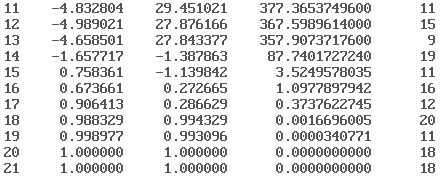 11 -4.832804 29.451021 377.3653749600 11
12 -4.989021 27.876166 367.5989614000 15
13 -4.658501 27.843377 357.9073717600 9
14 -1.657717 -1.387863 87.7401727240 19
15 0.758361 -1.139842 3.5249578035 11
16 0.673661 0.272665 1.0977897942 16
17 0.906413 0.286629 0.3737622745 12
18 0.988329 0.994329 0.0016696005 20
19 0.998977 0.993096 0.0000340771 11
20 1.000000 1.000000 0.0000000000 18
21 1.000000 1.000000 0.0000000000 18